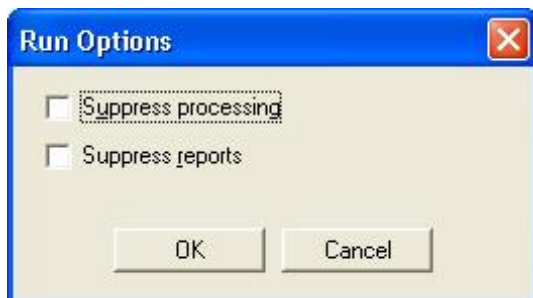 Run Options
Suppress processing
Suppress reports
OK Cancel